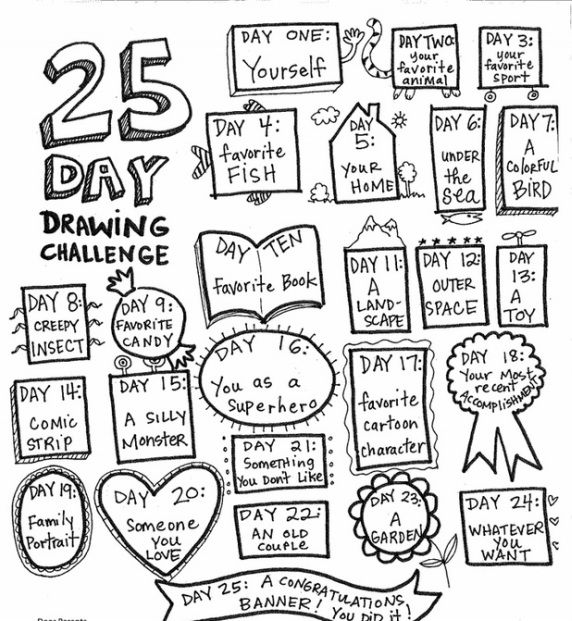 25
DAY
DRAWING
CHALLENGE
DAY ONE:
Yourself
DAY TWO:
your
favorite
animal
DAY 3:
your
favorite
sport
DAY 4:
favorite
FISH
DAY
5:
YOUR
HOME
DAY 6:
UNDER
the
sea
DAY 7:
A
COLORFUL
BIRD
DAY 8:
CREEPY
INSECT
DAY 9:
FAVORITE
CANDY
DAY TEN
Favorite Book
DAY 11:
A
LAND-
SCAPE
DAY 12:
OUTER
SPACE
DAY
13:
A
TOY
DAY 14:
COMIC
STRIP
DAY 15:
A SILLY
Monster
DAY 16:
You as a
Superhero
DAY 17:
favorite
cartoon
character
DAY 18:
Your Most
recent
ACCOMPLISHMENT
DAY 19:
Family
Portrait
DAY 20:
Someone
you
LOVE
DAY 21:
Something
You Don't Like
DAY 22:
AN OLD
COUPLE
DAY 23:
A
GARDEN
DAY 24:
WHATEVER
YOU
WANT
DAY 25: A CONGRATULATIONS
BANNER! YOU DID IT!